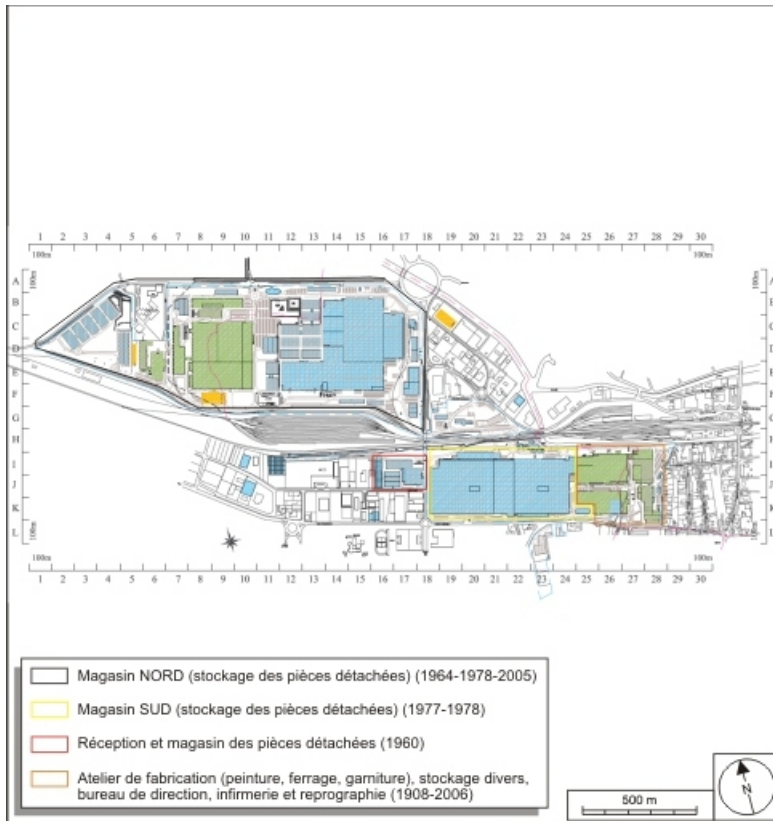 1 2 3 4 5 6 7 8 9 10 11 12 13 14 15 16 17 18 19 20 21 22 23 24 25 26 27 28 29 30
100m 100m
A A
B B
C C
D D
E E
F F
G G
H H
I I
J J
K K
L L
100m 100m
1 2 3 4 5 6 7 8 9 10 11 12 13 14 15 16 17 18 19 20 21 22 23 24 25 26 27 28 29 30
Magasin NORD (stockage des pièces détachées) (1964-1978-2005)
Magasin SUD (stockage des pièces détachées) (1977-1978)
Réception et magasin des pièces détachées (1960)
Atelier de fabrication (peinture, ferrage, garniture), stockage divers,
bureau de direction, infirmerie et reprographie (1908-2006)
500 m
N